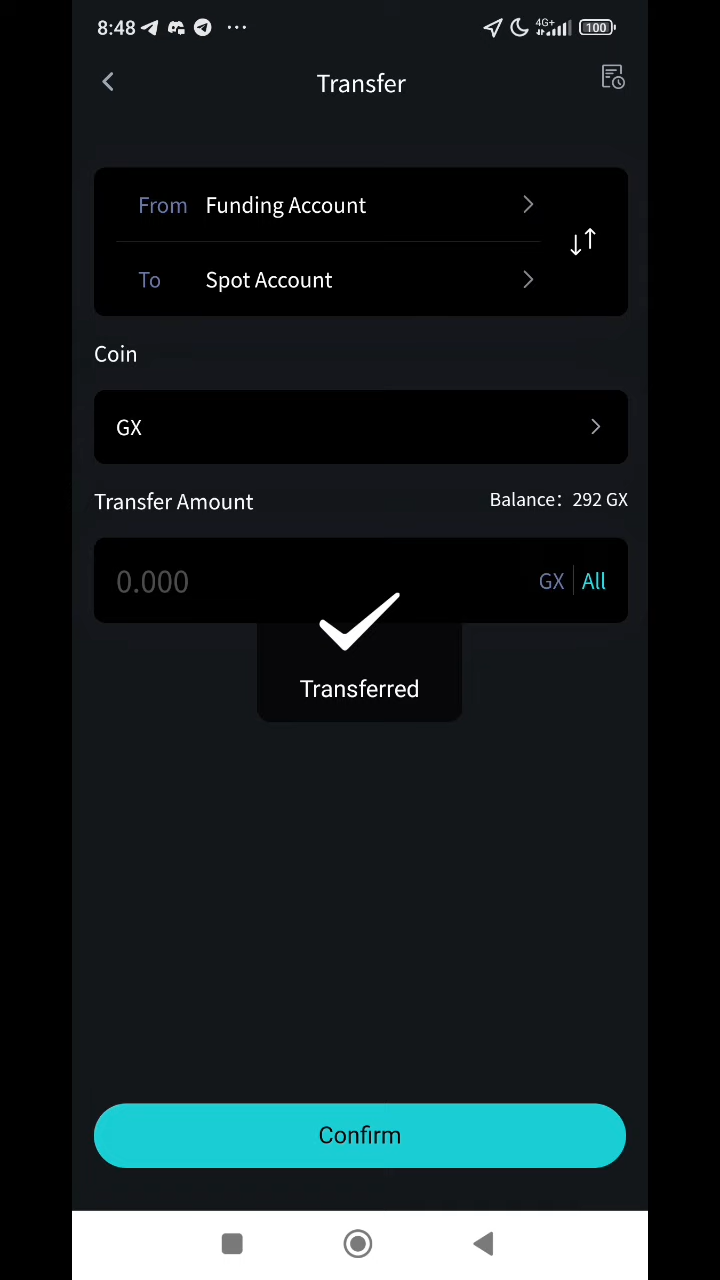 8:48
4G+
100
Transfer
From Funding Account
To Spot Account
Coin
GX
Transfer Amount Balance: 292 GX
0.000 GX All
Transferred
Confirm